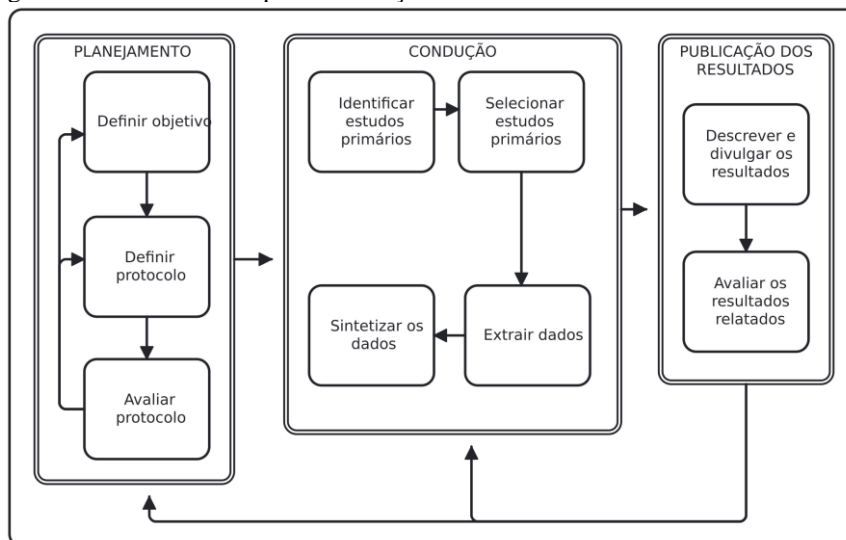 PLANEJAMENTO
Definir objetivo
Definir
protocolo
Avaliar
protocolo
CONDUÇÃO
Identificar
estudos
primários
Selecionar
estudos
primários
Sintetizar os
dados
Extrair dados
PUBLICAÇÃO DOS
RESULTADOS
Descrever e
divulgar os
resultados
Avaliar os
resultados
relatados